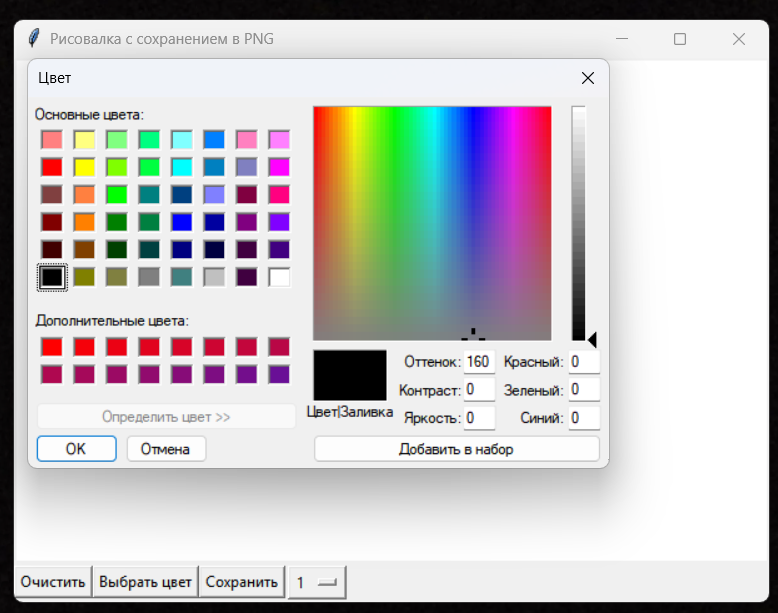 Рисовалка с сохранением в PNG
Цвет
Основные цвета:
Дополнительные цвета:
Определить цвет >>
OK Отмена
Цвет|Заливка
Оттенок: 160 Красный: 0
Контраст: 0 Зеленый: 0
Яркость: 0 Синий: 0
Добавить в набор
Очистить Выбрать цвет Сохранить 1